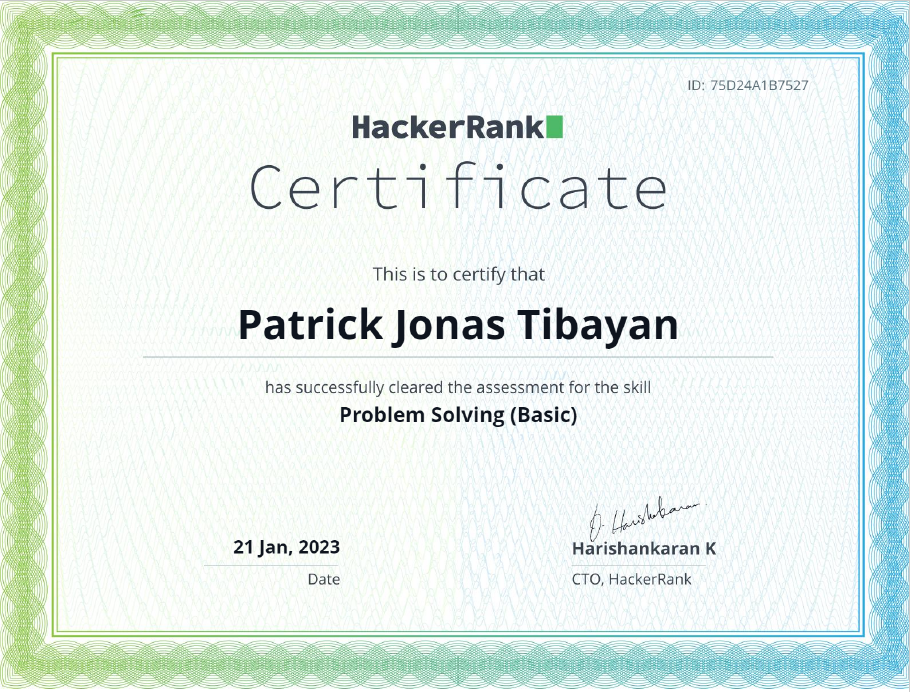 ID: 75D24A1B7527
HackerRank
Certificate
This is to certify that
Patrick Jonas Tibayan
has successfully cleared the assessment for the skill
Problem Solving (Basic)
21 Jan, 2023
Date
Harishankaran K
CTO, HackerRank